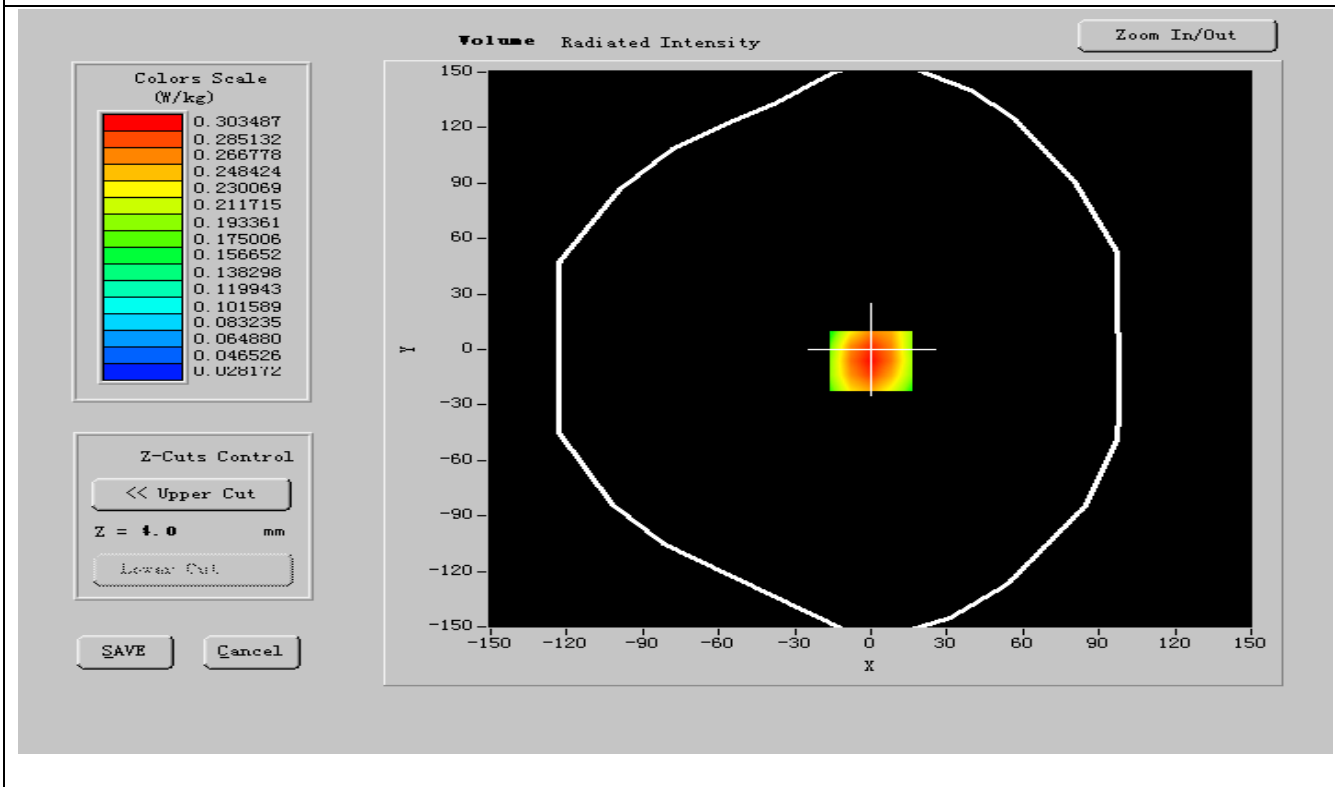 Volume Radiated Intensity
Zoom In/Out
Colors Scale
(W/kg)
0.303487
0.285132
0.266778
0.248424
0.230069
0.211715
0.193361
0.175006
0.156652
0.138298
0.119943
0.101589
0.083235
0.064880
0.046526
0.028172
150
120
90
60
30
0
-30
-60
-90
-120
-150
Y
-150 -120 -90 -60 -30 0 30 60 90 120 150
X
Z-Cuts Control
<< Upper Cut
Z = 4.0 mm
Lower Cut
SAVE Cancel